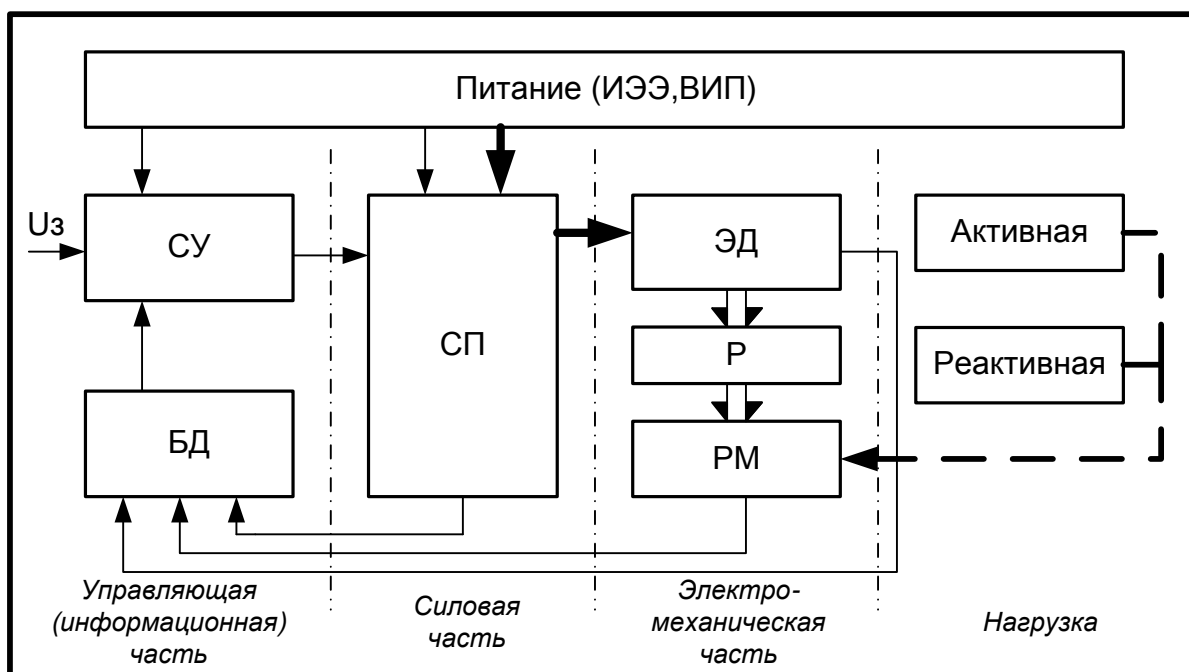 Питание (ИЭЭ,ВИП)
Uз
СУ
СП
ЭД
Активная
Р
Реактивная
БД
РМ
Управляющая
(информационная)
часть
Силовая
часть
Электро-
механическая
часть
Нагрузка